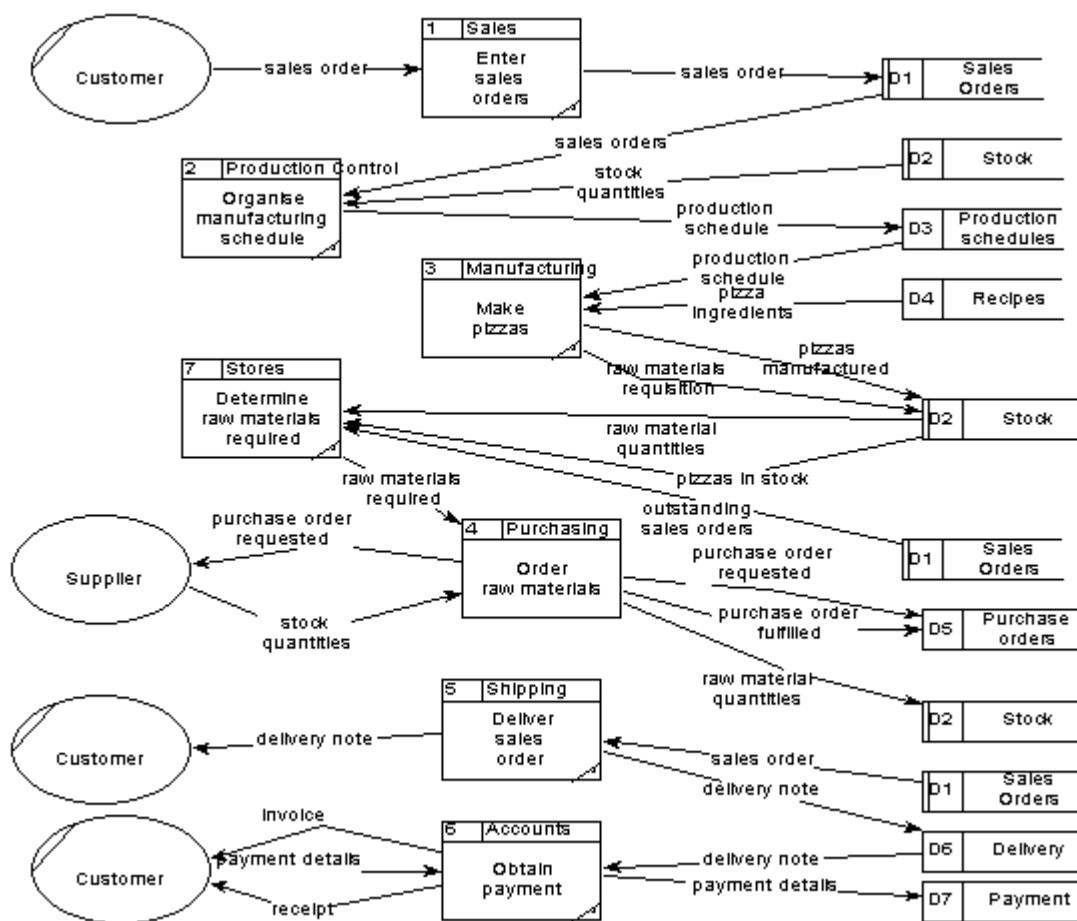 1 Sales
Customer
sales order
Enter
sales
orders
sales order
D1
Sales
Orders
sales orders
2 Production Control
Organise
manufacturing
schedule
stock
quantities
D2 Stock
production
schedule
D3
Production
schedules
production
schedule
3 Manufacturing
Make
pizzas
pizza
ingredients
D4 Recipes
pizzas
manufactured
raw materials
requisition
7 Stores
Determine
raw materials
required
D2 Stock
raw material
quantities
pizzas in stock
raw materials
required
outstanding
sales orders
D1
Sales
Orders
purchase order
requested
4 Purchasing
Order
raw materials
Supplier
stock
quantities
purchase order
requested
purchase order
fulfilled
D5
Purchase
orders
raw material
quantities
D2 Stock
5 Shipping
Deliver
sales
order
Customer
delivery note
sales order
D1
Sales
Orders
delivery note
Invoice
6 Accounts
Obtain
payment
Customer
payment details
receipt
delivery note
D6 Delivery
payment details
D7 Payment